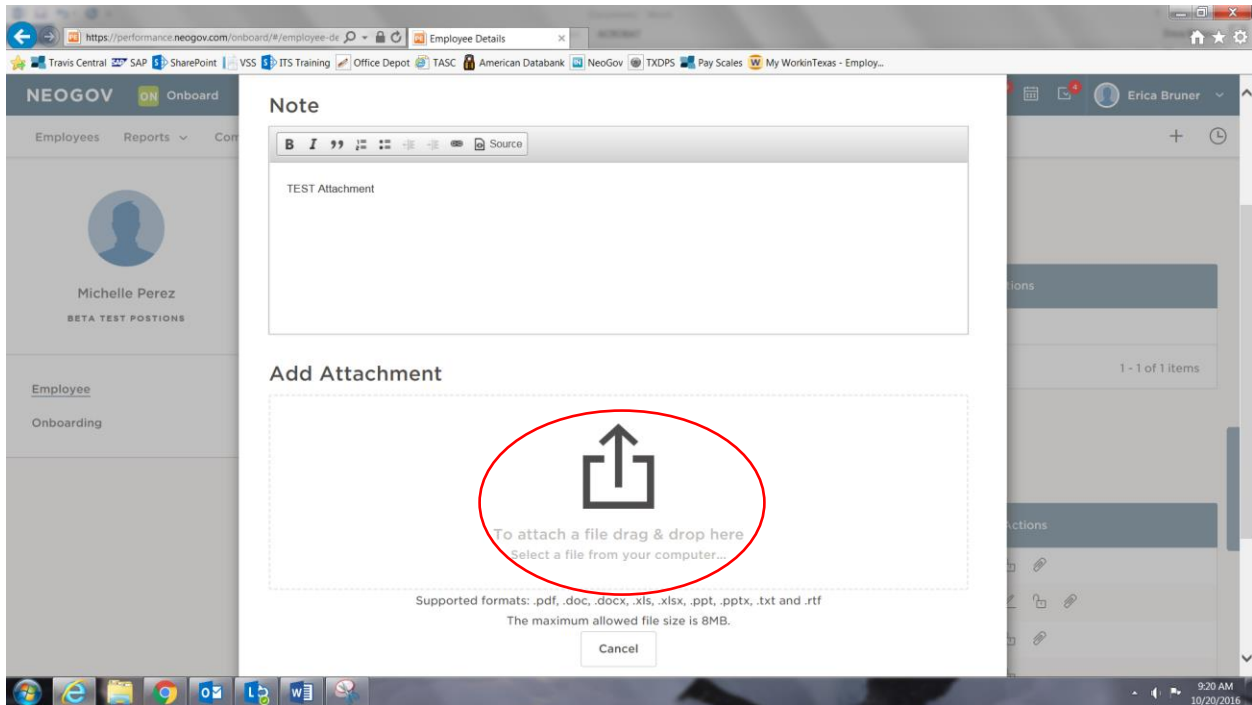 https://performance.neogov.com/onboard/#/employee-de
Employee Details
Travis Central SAP SharePoint VSS ITS Training Office Depot TASC American Databank NeoGov TXDPS Pay Scales My WorkinTexas - Employ...
NEOGOV ON Onboard
Erica Bruner
Employees Reports Com
Michelle Perez
BETA TEST POSTIONS
Employee
Onboarding
Note
B I Source
TEST Attachment
Add Attachment
To attach a file drag & drop here
Select a file from your computer...
Supported formats: .pdf, .doc, .docx, .xls, .xlsx, .ppt, .pptx, .txt and .rtf
The maximum allowed file size is 8MB.
Cancel
tions
1 - 1 of 1 items
Actions
9:20 AM
10/20/2016